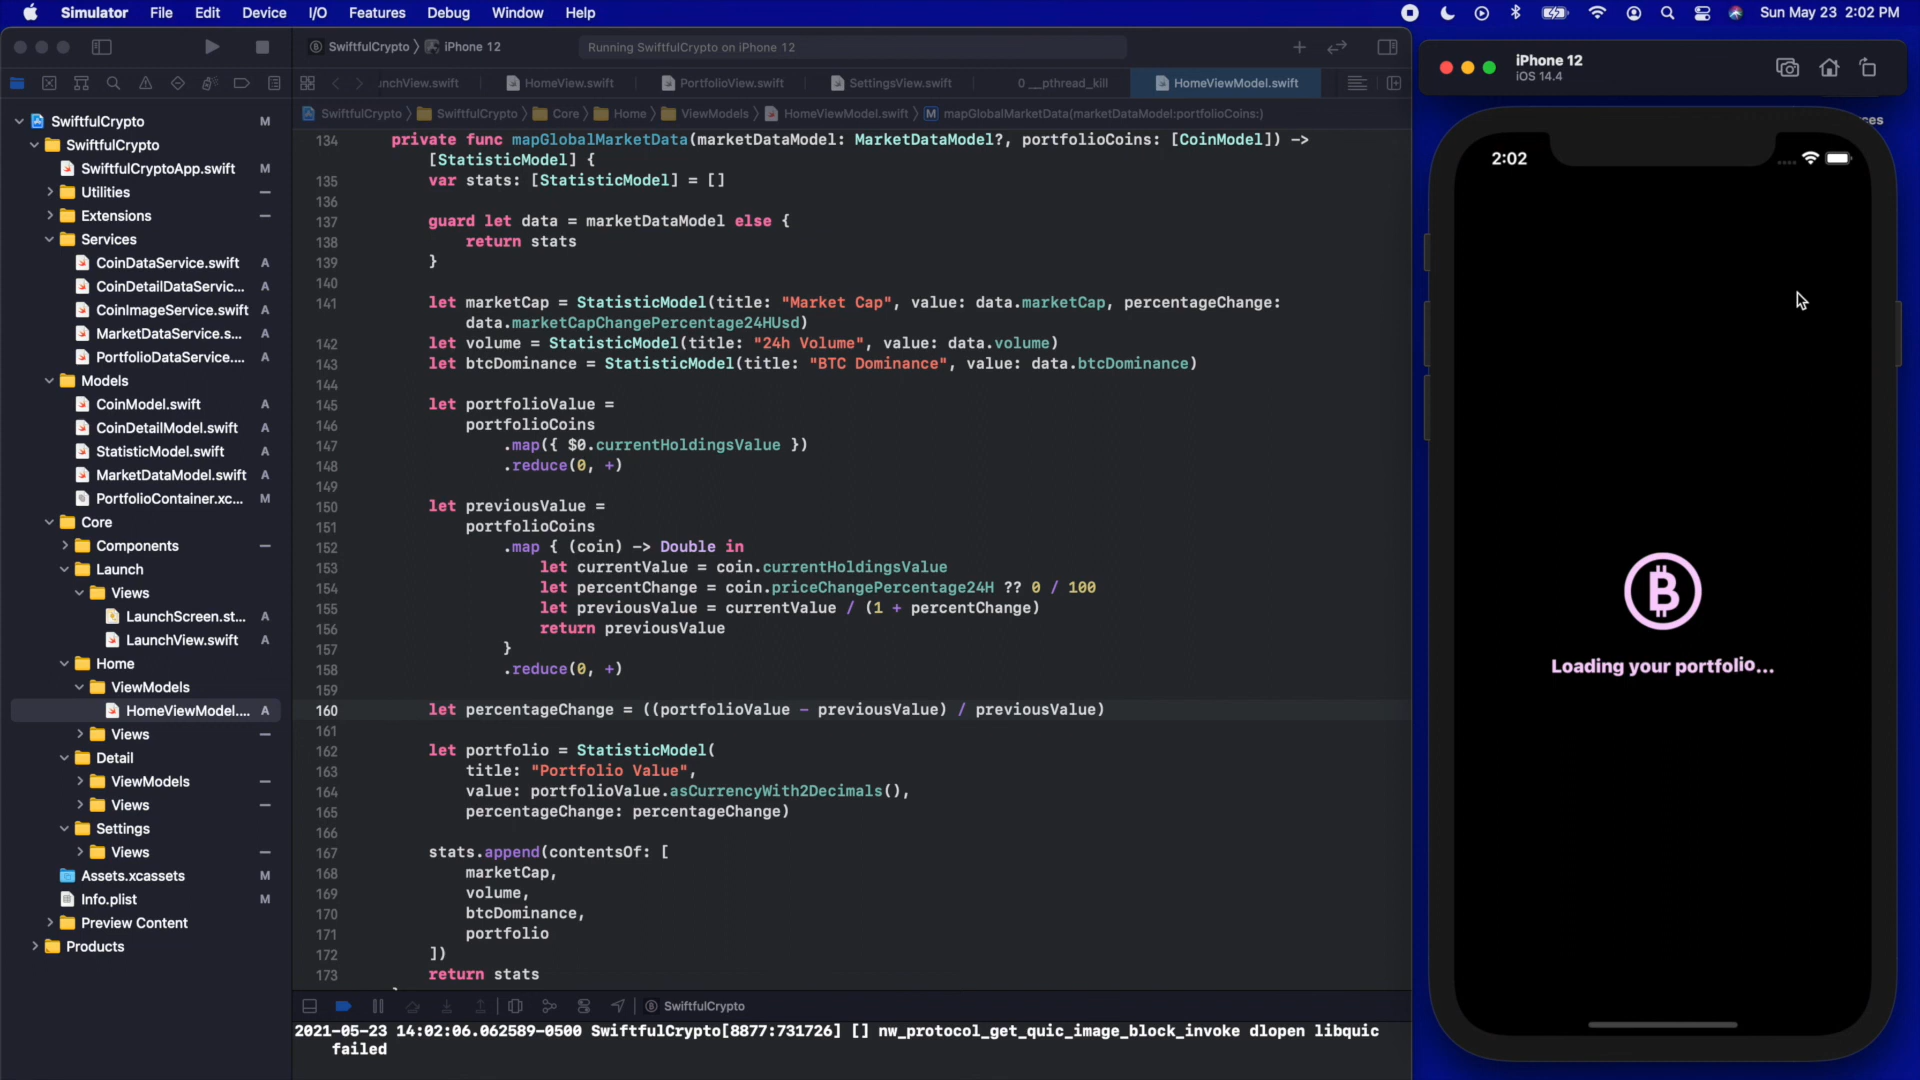 Simulator File Edit Device I/O Features Debug Window Help Sun May 23 2:02 PM
SwiftfulCrypto iPhone 12 Running SwiftfulCrypto on iPhone 12
unchView.swift HomeView.swift PortfolioView.swift SettingsView.swift 0 __pthread_kill HomeViewModel.swift
SwiftfulCrypto SwiftfulCrypto Core Home ViewModels HomeViewModel.swift M mapGlobalMarketData(marketDataModel:portfolioCoins:)
SwiftfulCrypto M
SwiftfulCrypto
SwiftfulCryptoApp.swift M
Utilities
Extensions
Services
CoinDataService.swift A
CoinDetailDataServic... A
CoinImageService.swift A
MarketDataService.s... A
PortfolioDataService.... A
Models
CoinModel.swift A
CoinDetailModel.swift A
StatisticModel.swift A
MarketDataModel.swift A
PortfolioContainer.xc... M
Core
Components
Launch
Views
LaunchScreen.st... A
LaunchView.swift A
Home
ViewModels
HomeViewModel.... A
Views
Detail
ViewModels
Views
Settings
Views
Assets.xcassets M
Info.plist M
Preview Content
Products
134 private func mapGlobalMarketData(marketDataModel: MarketDataModel?, portfolioCoins: [CoinModel]) ->
[StatisticModel] {
135 var stats: [StatisticModel] = []
136
137 guard let data = marketDataModel else {
138 return stats
139 }
140
141 let marketCap = StatisticModel(title: "Market Cap", value: data.marketCap, percentageChange:
data.marketCapChangePercentage24HUsd)
142 let volume = StatisticModel(title: "24h Volume", value: data.volume)
143 let btcDominance = StatisticModel(title: "BTC Dominance", value: data.btcDominance)
144
145 let portfolioValue =
146 portfolioCoins
147 .map({ $0.currentHoldingsValue })
148 .reduce(0, +)
149
150 let previousValue =
151 portfolioCoins
152 .map { (coin) -> Double in
153 let currentValue = coin.currentHoldingsValue
154 let percentChange = coin.priceChangePercentage24H ?? 0 / 100
155 let previousValue = currentValue / (1 + percentChange)
156 return previousValue
157 }
158 .reduce(0, +)
159
160 let percentageChange = ((portfolioValue - previousValue) / previousValue)
161
162 let portfolio = StatisticModel(
163 title: "Portfolio Value",
164 value: portfolioValue.asCurrencyWith2Decimals(),
165 percentageChange: percentageChange)
166
167 stats.append(contentsOf: [
168 marketCap,
169 volume,
170 btcDominance,
171 portfolio
172 ])
173 return stats
SwiftfulCrypto
2021-05-23 14:02:06.062589-0500 SwiftfulCrypto[8877:731726] [] nw_protocol_get_quic_image_block_invoke dlopen libquic
failed
iPhone 12
iOS 14.4
2:02
Loading your portfolio...